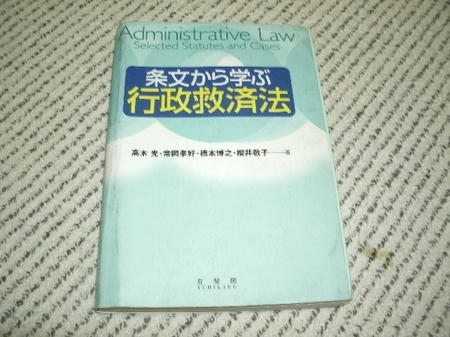 Administrative Law
Selected Statutes and Cases
条文から学ぶ
行政救済法
高木 光・常岡孝好・橋本博之・櫻井敬子――著
有斐閣
YUHIKAKU